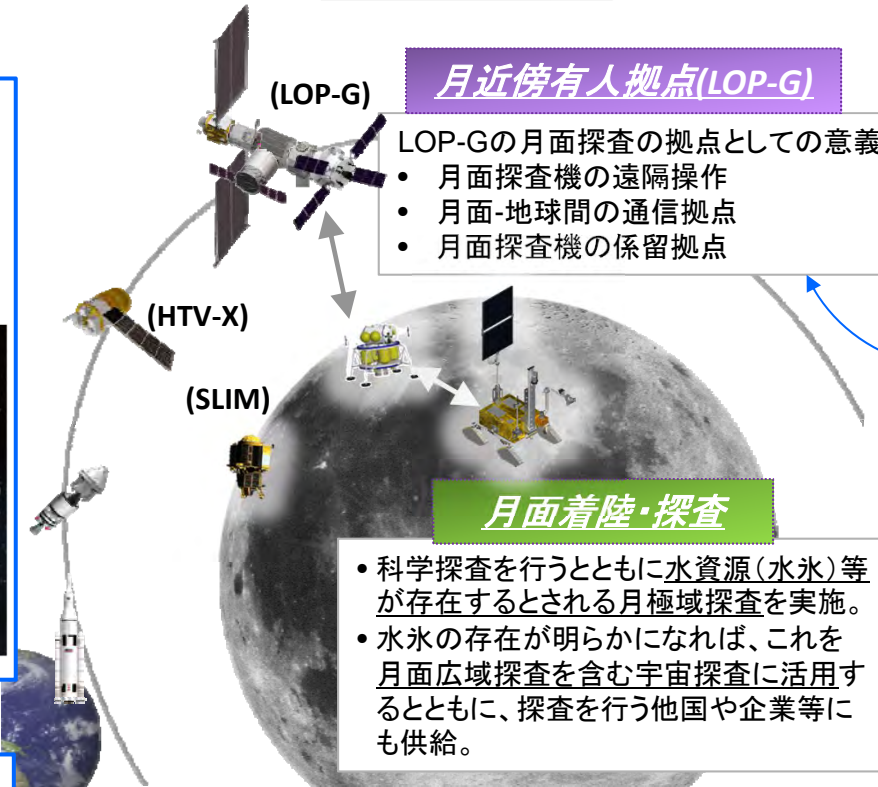 (LOP-G)
月近傍有人拠点(LOP-G)
LOP-Gの月面探査の拠点としての意義
• 月面探査機の遠隔操作
• 月面-地球間の通信拠点
• 月面探査機の係留拠点
(HTV-X)
(SLIM)
月面着陸・探査
• 科学探査を行うとともに水資源（水氷）等
が存在するとされる月極域探査を実施。
• 水氷の存在が明らかになれば、これを
月面広域探査を含む宇宙探査に活用す
るとともに、探査を行う他国や企業等に
も供給。